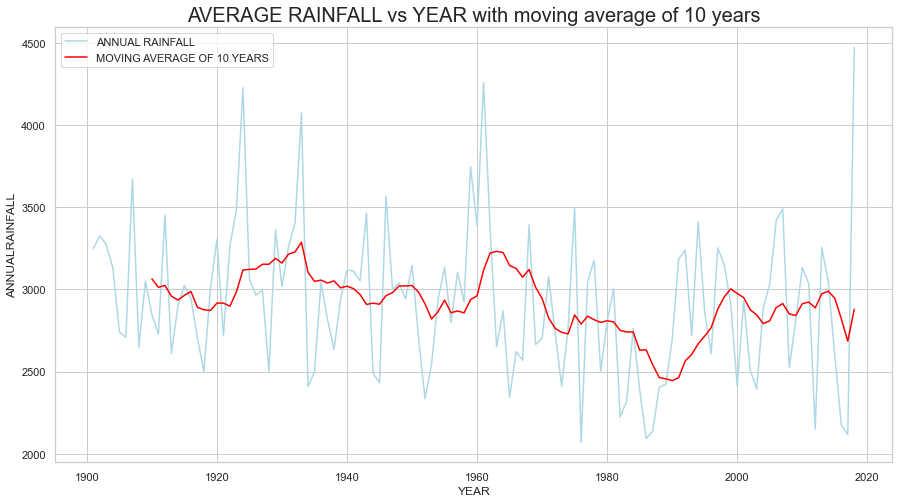 AVERAGE RAINFALL vs YEAR with moving average of 10 years
ANNUAL RAINFALL
MOVING AVERAGE OF 10 YEARS
4500
4000
3500
3000
2500
2000
ANNUALRAINFALL
1900
1920
1940
1960
1980
2000
2020
YEAR